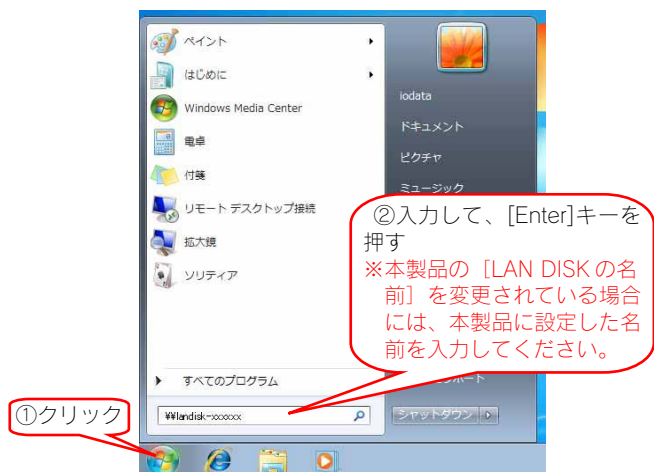 ペイント
はじめに
Windows Media Center
電卓
付箋
リモート デスクトップ接続
拡大鏡
ソリティア
すべてのプログラム
¥¥landisk-xxxxxx
iodata
ドキュメント
ピクチャ
ミュージック
シャットダウン
①クリック
②入力して、[Enter]キーを
押す
※本製品の［LAN DISK の名
前］を変更されている場合
には、本製品に設定した名
前を入力してください。